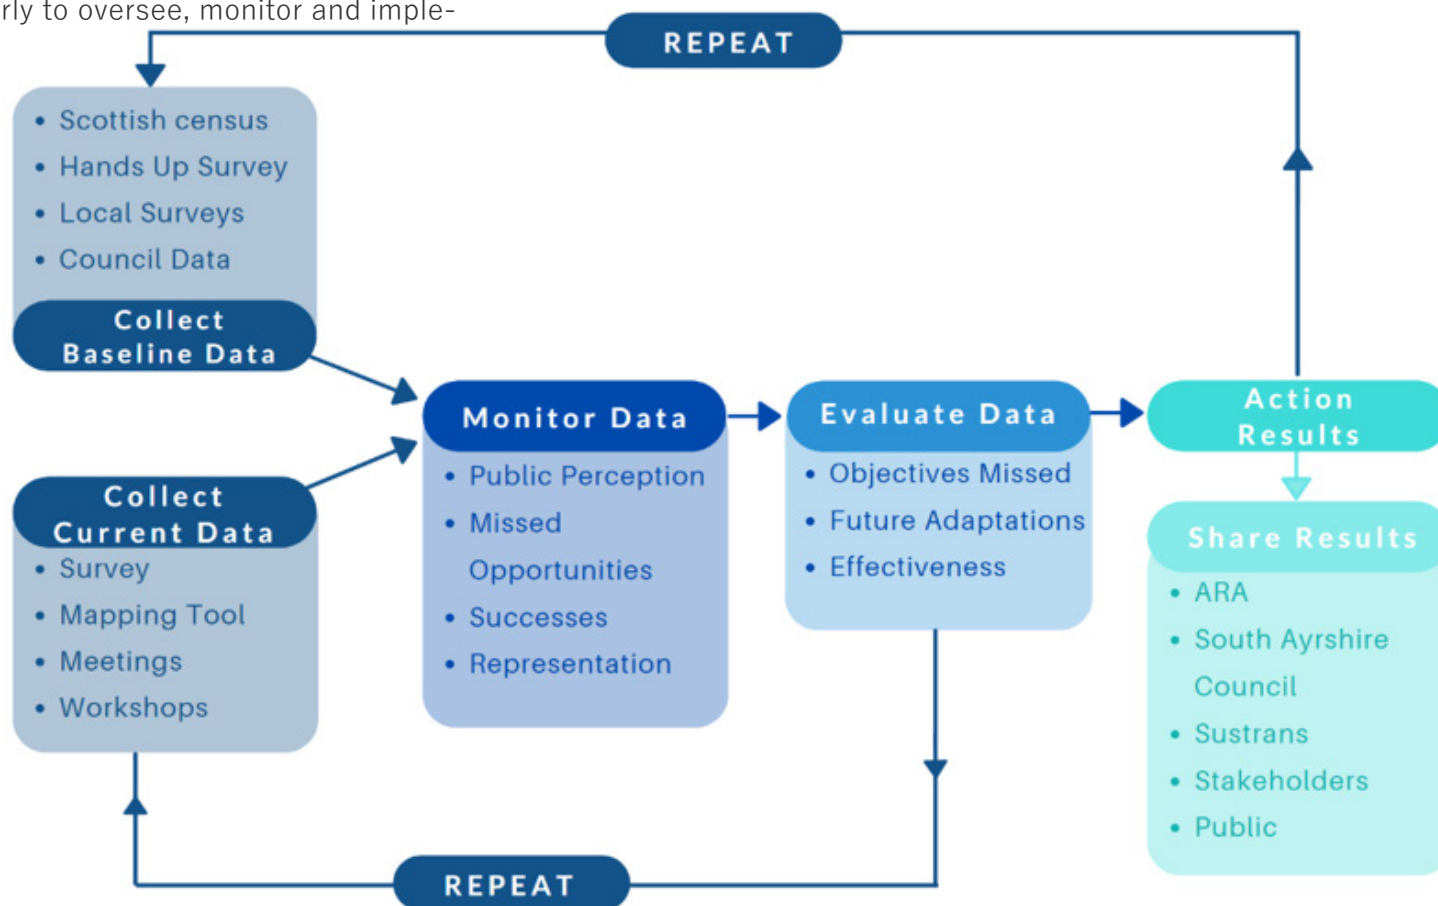 rly to oversee, monitor and imple-
REPEAT
• Scottish census
• Hands Up Survey
• Local Surveys
• Council Data
Collect
Baseline Data
Collect
Current Data
• Survey
• Mapping Tool
• Meetings
• Workshops
Monitor Data
• Public Perception
• Missed
Opportunities
• Successes
• Representation
Evaluate Data
• Objectives Missed
• Future Adaptations
• Effectiveness
Action
Results
Share Results
• ARA
• South Ayrshire
Council
• Sustrans
• Stakeholders
• Public
REPEAT